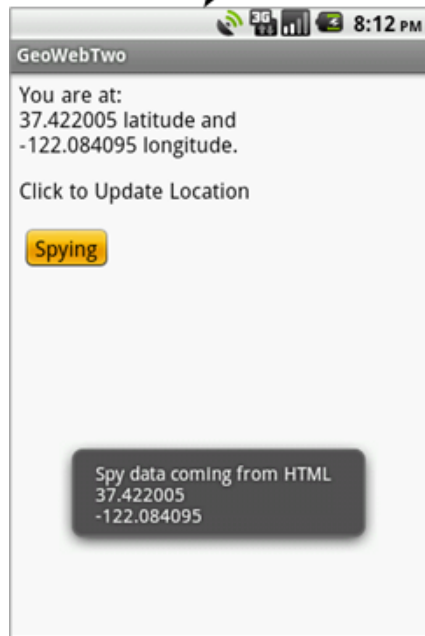 3G 8:12 PM
GeoWebTwo
You are at:
37.422005 latitude and
-122.084095 longitude.
Click to Update Location
Spying
Spy data coming from HTML
37.422005
-122.084095